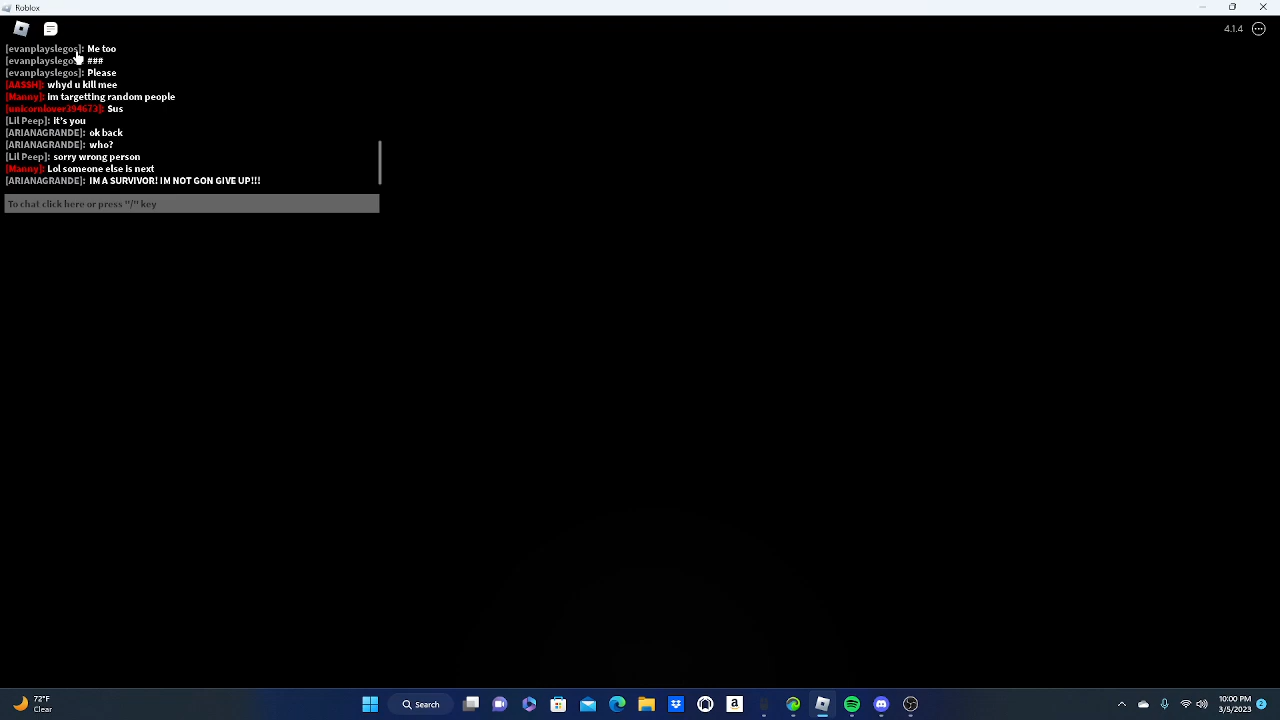 Roblox
4.1.4
[evanplayslegos]: Me too
[evanplayslegos]: ###
[evanplayslegos]: Please
[AASSH]: whyd u kill mee
[Manny]: im targetting random people
[unicornlover394673]: Sus
[Lil Peep]: it's you
[ARIANAGRANDE]: ok back
[ARIANAGRANDE]: who?
[Lil Peep]: sorry wrong person
[Manny]: Lol someone else is next
[ARIANAGRANDE]: IM A SURVIVOR! IM NOT GON GIVE UP!!!
To chat click here or press "/" key
72°F
Clear
Search
10:00 PM
3/5/2023
2